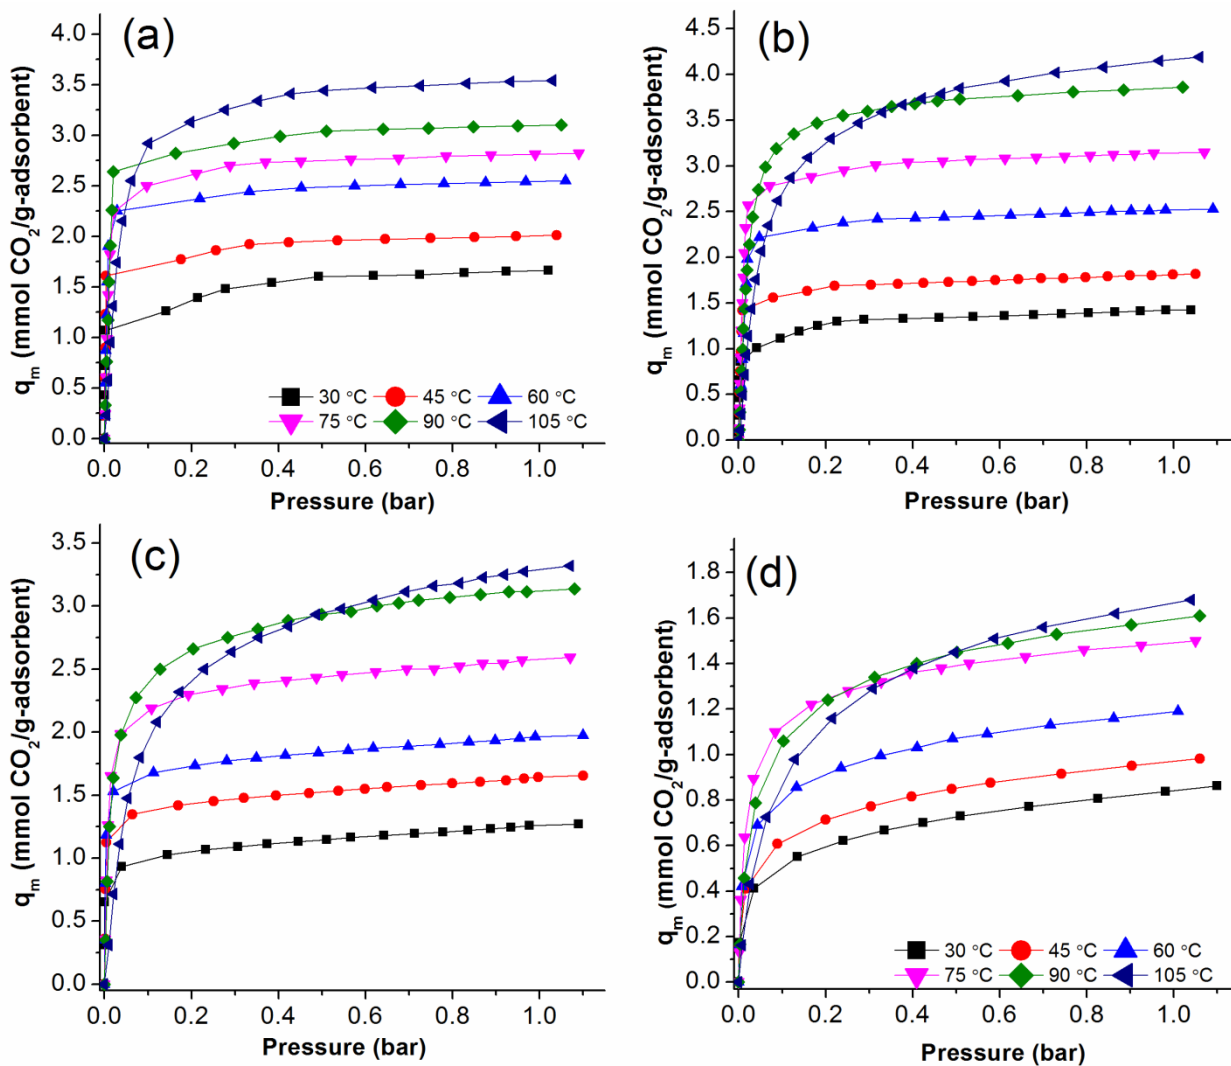 (a)
qm (mmol CO2/g-adsorbent)
4.0
3.5
3.0
2.5
2.0
1.5
1.0
0.5
0.0
30 °C 45 °C 60 °C
75 °C 90 °C 105 °C
0.0 0.2 0.4 0.6 0.8 1.0
Pressure (bar)
(b)
qm (mmol CO2/g-adsorbent)
4.5
4.0
3.5
3.0
2.5
2.0
1.5
1.0
0.5
0.0
0.0 0.2 0.4 0.6 0.8 1.0
Pressure (bar)
(c)
qm (mmol CO2/g-adsorbent)
3.5
3.0
2.5
2.0
1.5
1.0
0.5
0.0
0.0 0.2 0.4 0.6 0.8 1.0
Pressure (bar)
(d)
qm (mmol CO2/g-adsorbent)
1.8
1.6
1.4
1.2
1.0
0.8
0.6
0.4
0.2
0.0
30 °C 45 °C 60 °C
75 °C 90 °C 105 °C
0.0 0.2 0.4 0.6 0.8 1.0
Pressure (bar)